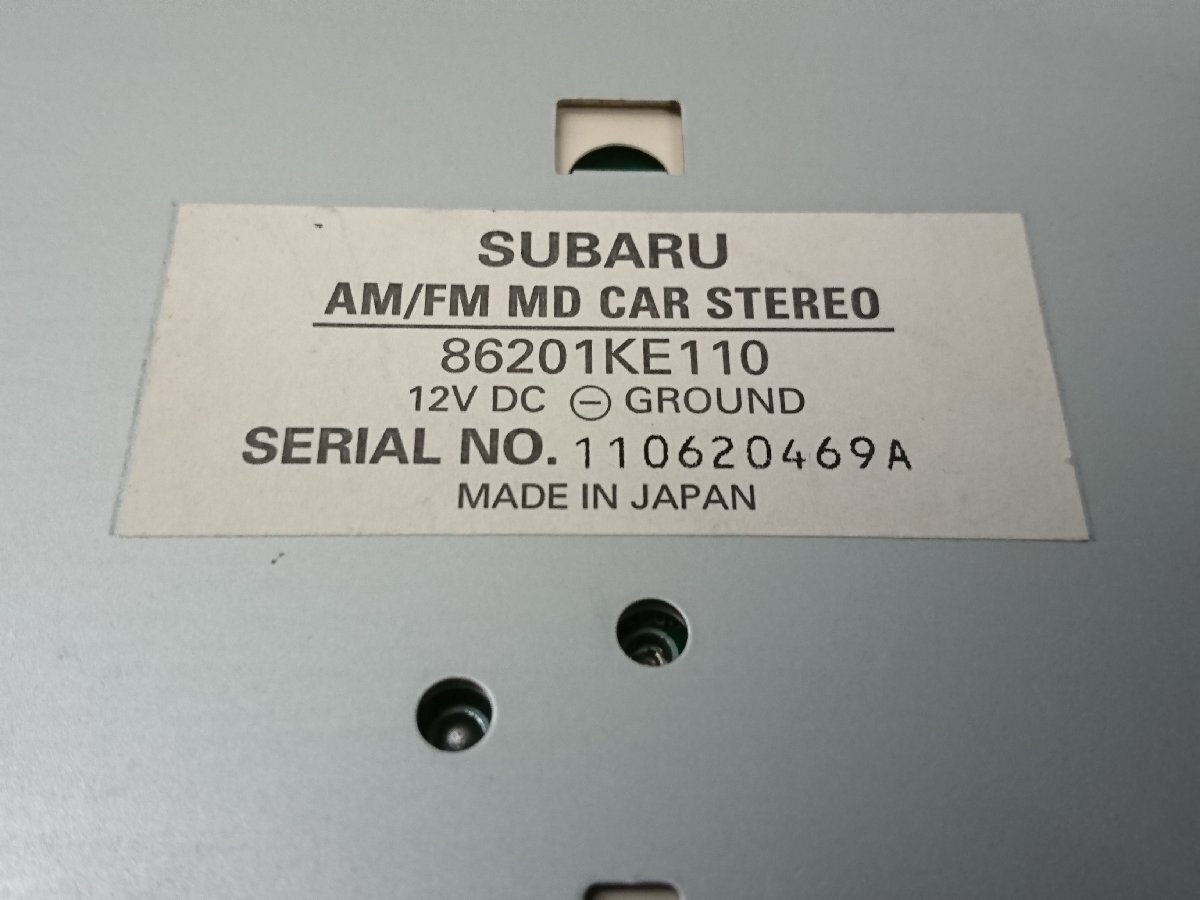 SUBARU
AM/FM MD CAR STEREO
86201KE110
12V DC ⊖ GROUND
SERIAL NO. 110620469A
MADE IN JAPAN